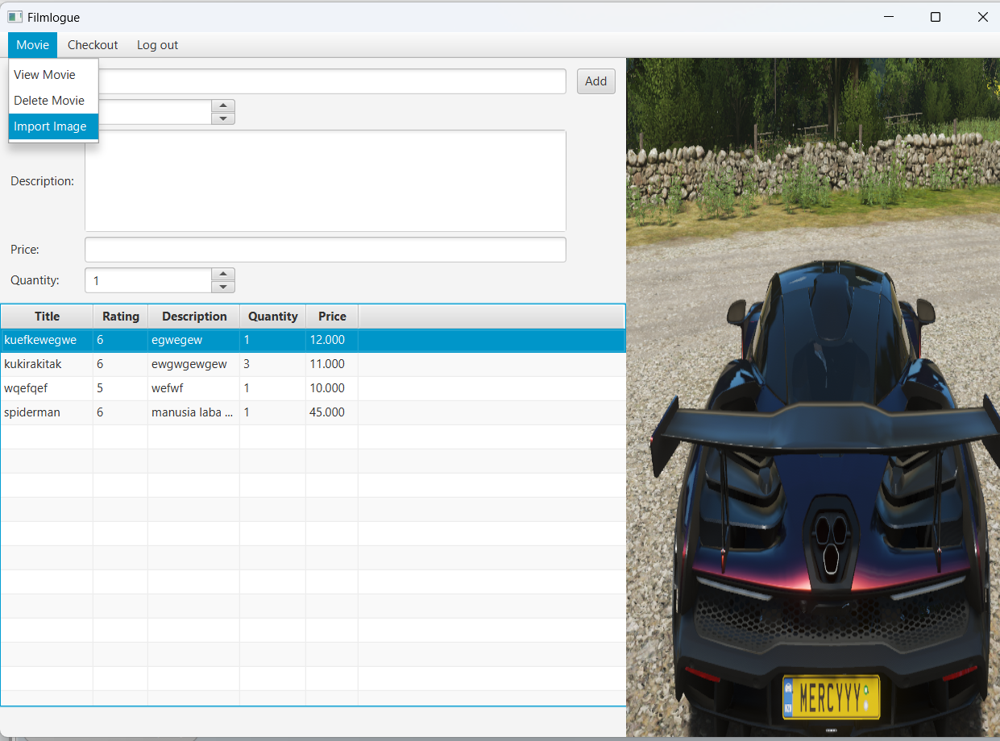 Filmlogue
Movie Checkout Log out
View Movie
Delete Movie
Import Image
Add
Description:
Price:
Quantity: 1
Title Rating Description Quantity Price
kuefkewegwe 6 egwegew 1 12.000
kukirakitak 6 ewgwgewgew 3 11.000
wqefqef 5 wefwf 1 10.000
spiderman 6 manusia laba ... 1 45.000
MERCYYY